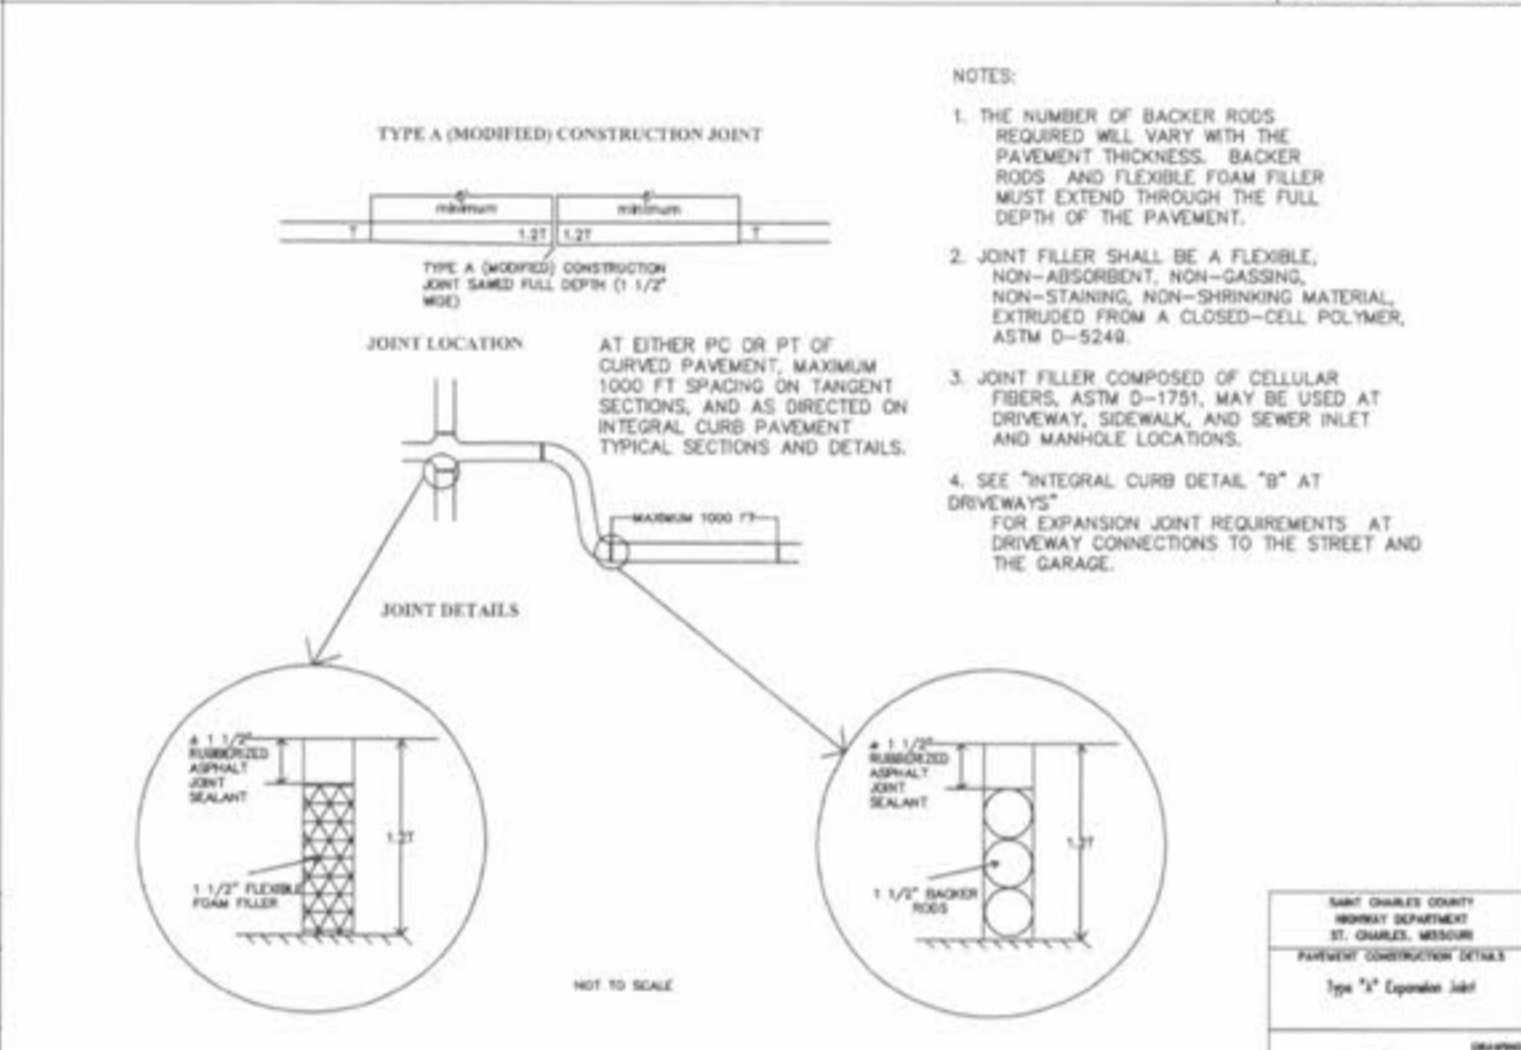 NOTES:
1. THE NUMBER OF BACKER RODS
REQUIRED WILL VARY WITH THE
PAVEMENT THICKNESS. BACKER
RODS AND FLEXIBLE FOAM FILLER
MUST EXTEND THROUGH THE FULL
DEPTH OF THE PAVEMENT.
2. JOINT FILLER SHALL BE A FLEXIBLE,
NON-ABSORBENT, NON-GASSING,
NON-STAINING, NON-SHRINKING MATERIAL,
EXTRUDED FROM A CLOSED-CELL POLYMER,
ASTM D-5249.
3. JOINT FILLER COMPOSED OF CELLULAR
FIBERS, ASTM D-1751, MAY BE USED AT
DRIVEWAY, SIDEWALK, AND SEWER INLET
AND MANHOLE LOCATIONS.
4. SEE "INTEGRAL CURB DETAIL "B" AT
DRIVEWAYS"
FOR EXPANSION JOINT REQUIREMENTS AT
DRIVEWAY CONNECTIONS TO THE STREET AND
THE GARAGE.
TYPE A (MODIFIED) CONSTRUCTION JOINT
minimum
minimum
T
1.2T
1.2T
T
TYPE A (MODIFIED) CONSTRUCTION
JOINT SAWED FULL DEPTH (1 1/2"
WIDE)
JOINT LOCATION
AT EITHER PC OR PT OF
CURVED PAVEMENT, MAXIMUM
1000 FT SPACING ON TANGENT
SECTIONS, AND AS DIRECTED ON
INTEGRAL CURB PAVEMENT
TYPICAL SECTIONS AND DETAILS.
MAXIMUM 1000 FT
JOINT DETAILS
1 1/2"
RUBBERIZED
ASPHALT
JOINT
SEALANT
1.2T
1 1/2" FLEXIBLE
FOAM FILLER
1 1/2"
RUBBERIZED
ASPHALT
JOINT
SEALANT
1.2T
1 1/2" BACKER
RODS
NOT TO SCALE
SAINT CHARLES COUNTY
HIGHWAY DEPARTMENT
ST. CHARLES, MISSOURI
PAVEMENT CONSTRUCTION DETAILS
Type "A" Expansion Joint
DRAWING